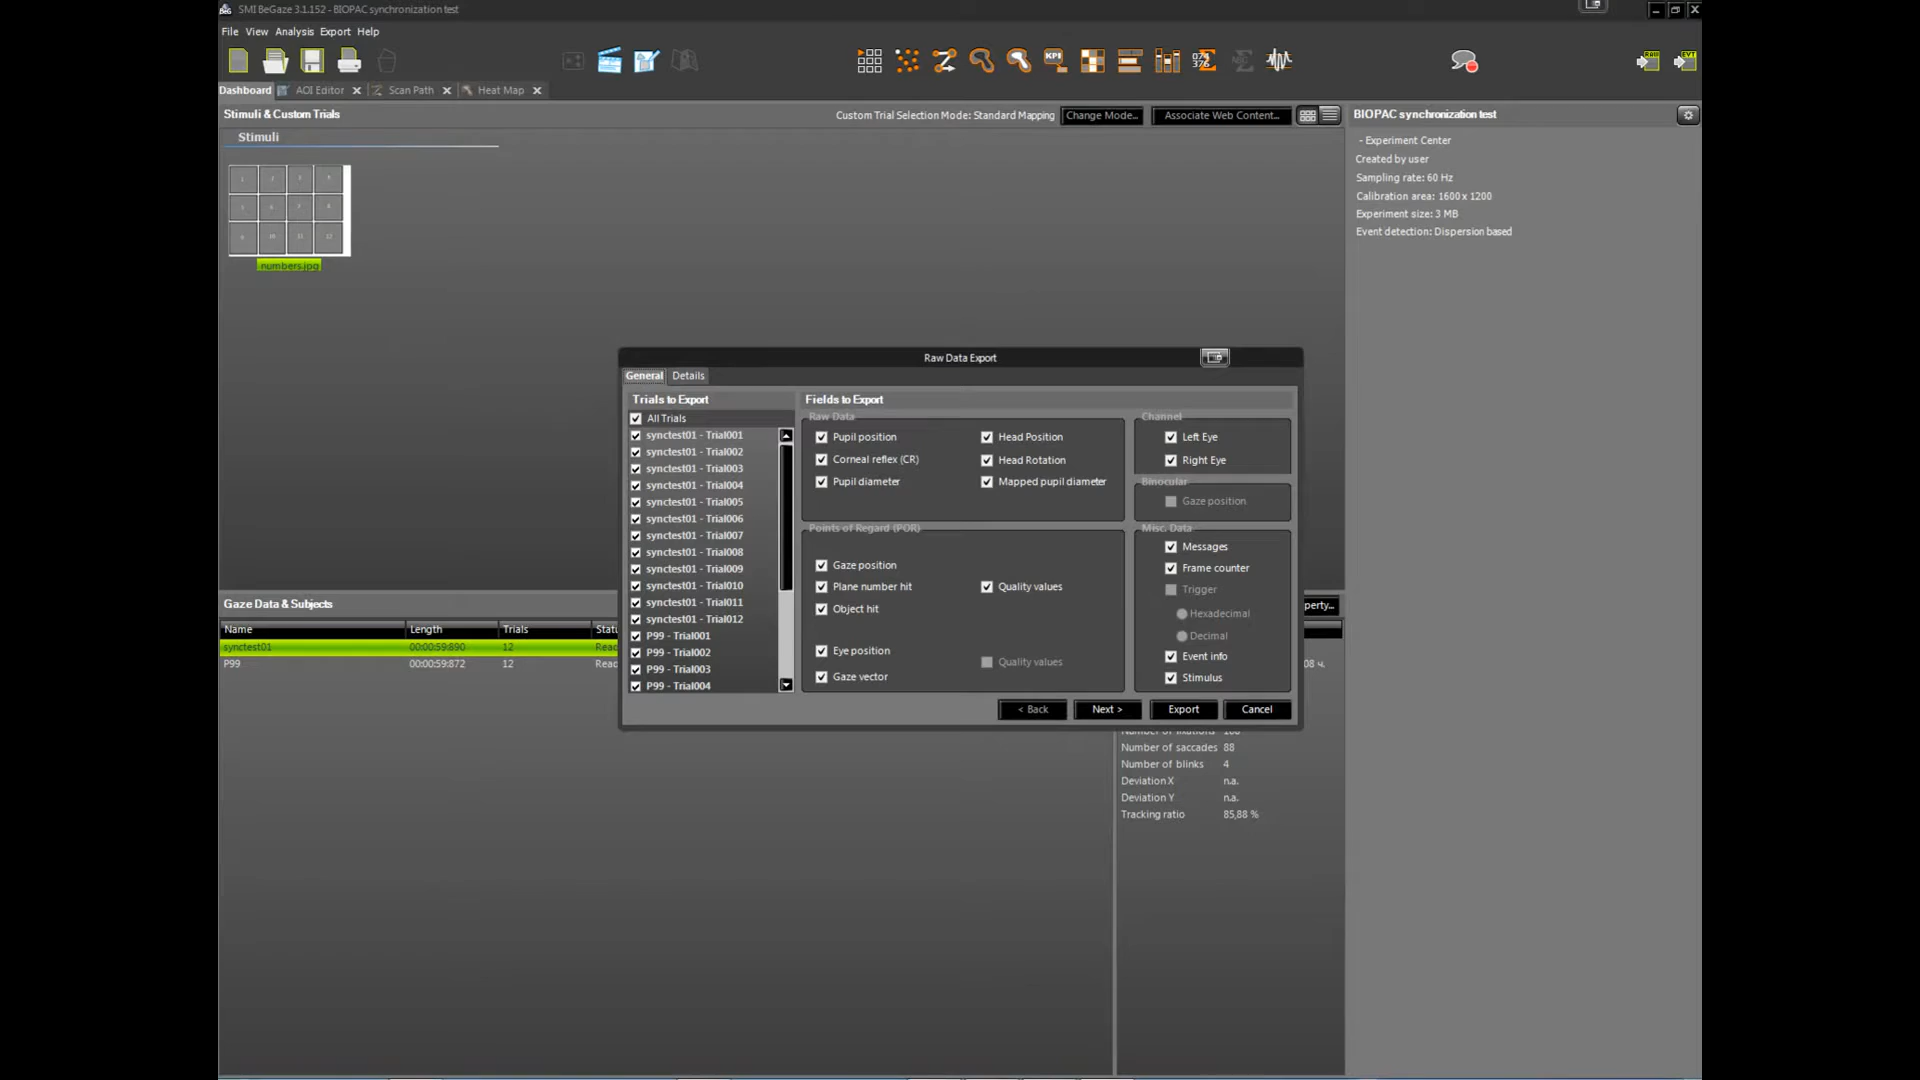 SMI BeGaze 3.1.152 - BIOPAC synchronization test
File View Analysis Export Help
KPI
RAW
EVT
Dashboard AOI Editor Scan Path Heat Map
Stimuli & Custom Trials
Custom Trial Selection Mode: Standard Mapping
Change Mode...
Associate Web Content...
Stimuli
numbers.jpg
BIOPAC synchronization test
- Experiment Center
Created by user
Sampling rate: 60 Hz
Calibration area: 1600 x 1200
Experiment size: 3 MB
Event detection: Dispersion based
Raw Data Export
General Details
Trials to Export
All Trials
synctest01 - Trial001
synctest01 - Trial002
synctest01 - Trial003
synctest01 - Trial004
synctest01 - Trial005
synctest01 - Trial006
synctest01 - Trial007
synctest01 - Trial008
synctest01 - Trial009
synctest01 - Trial010
synctest01 - Trial011
synctest01 - Trial012
P99 - Trial001
P99 - Trial002
P99 - Trial003
P99 - Trial004
Fields to Export
Raw Data
Pupil position
Head Position
Corneal reflex (CR)
Head Rotation
Pupil diameter
Mapped pupil diameter
Points of Regard (POR)
Gaze position
Plane number hit
Quality values
Object hit
Eye position
Quality values
Gaze vector
Channel
Left Eye
Right Eye
Binocular
Gaze position
Misc. Data
Messages
Frame counter
Trigger
Hexadecimal
Decimal
Event info
Stimulus
< Back
Next >
Export
Cancel
Gaze Data & Subjects
perty...
Name Length Trials Statu
synctest01 00:00:59:890 12 Read
P99 00:00:59:872 12 Read
08 ч.
Number of saccades 88
Number of blinks 4
Deviation X n.a.
Deviation Y n.a.
Tracking ratio 85,88 %